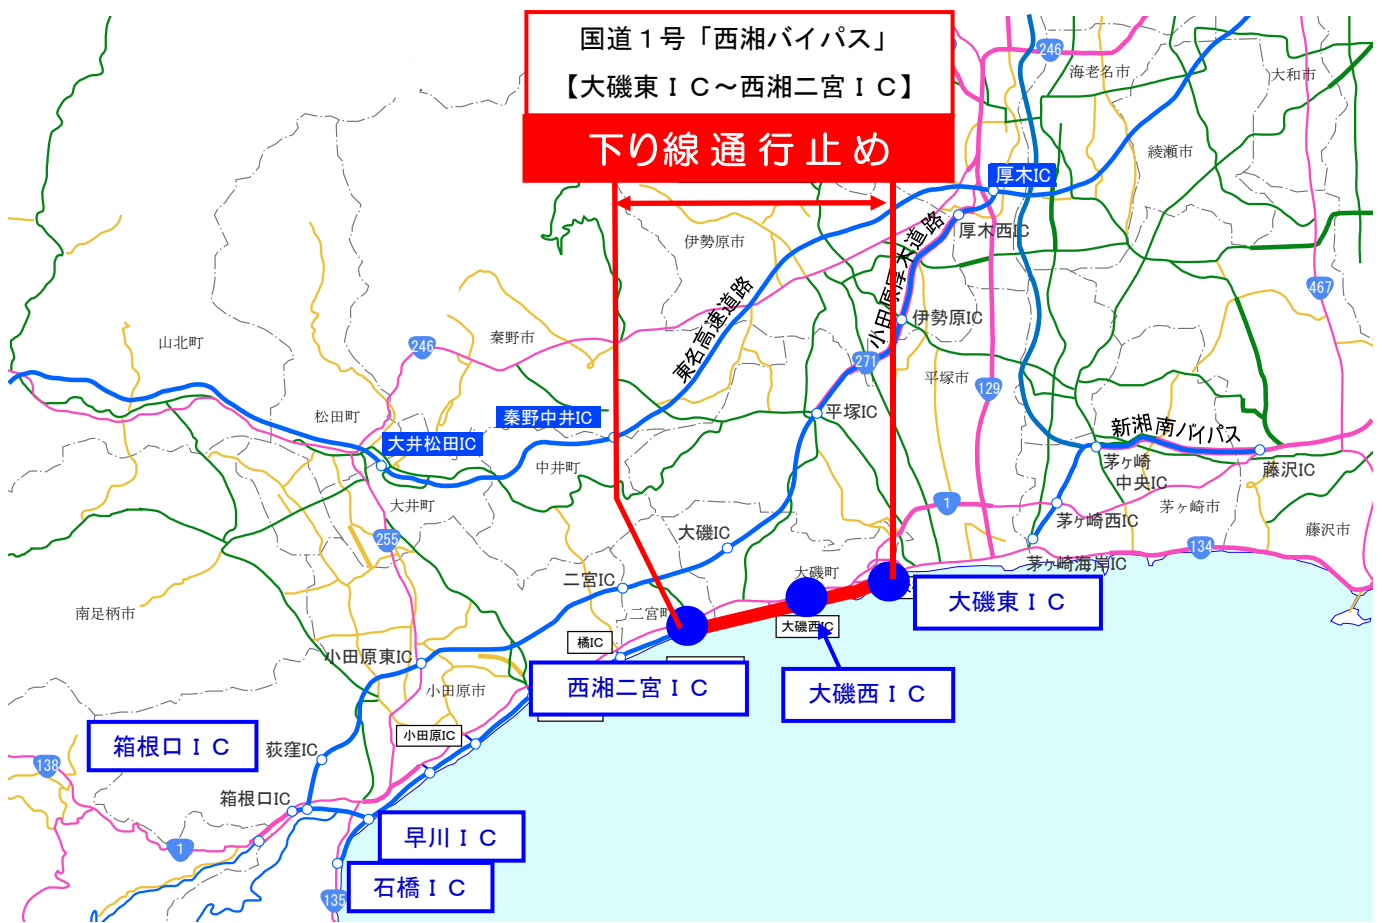 国道１号「西湘バイパス」
【大磯東ＩＣ～西湘二宮ＩＣ】
下り線通行止め
246
海老名市
大和市
綾瀬市
厚木IC
厚木西IC
伊勢原市
小田原厚木道路
東名高速道路
467
伊勢原IC
山北町
246
秦野市
271
平塚市
129
松田町
秦野中井IC
平塚IC
大井松田IC
新湘南バイパス
中井町
茅ヶ崎
中央IC
藤沢IC
大井町
1
茅ヶ崎市
茅ヶ崎西IC
藤沢市
255
大磯IC
134
茅ヶ崎海岸IC
二宮IC
大磯町
大磯東ＩＣ
南足柄市
二宮町
大磯西IC
橘IC
小田原東IC
西湘二宮ＩＣ
大磯西ＩＣ
小田原市
小田原IC
箱根口ＩＣ
荻窪IC
138
箱根口IC
早川ＩＣ
1
石橋ＩＣ
135